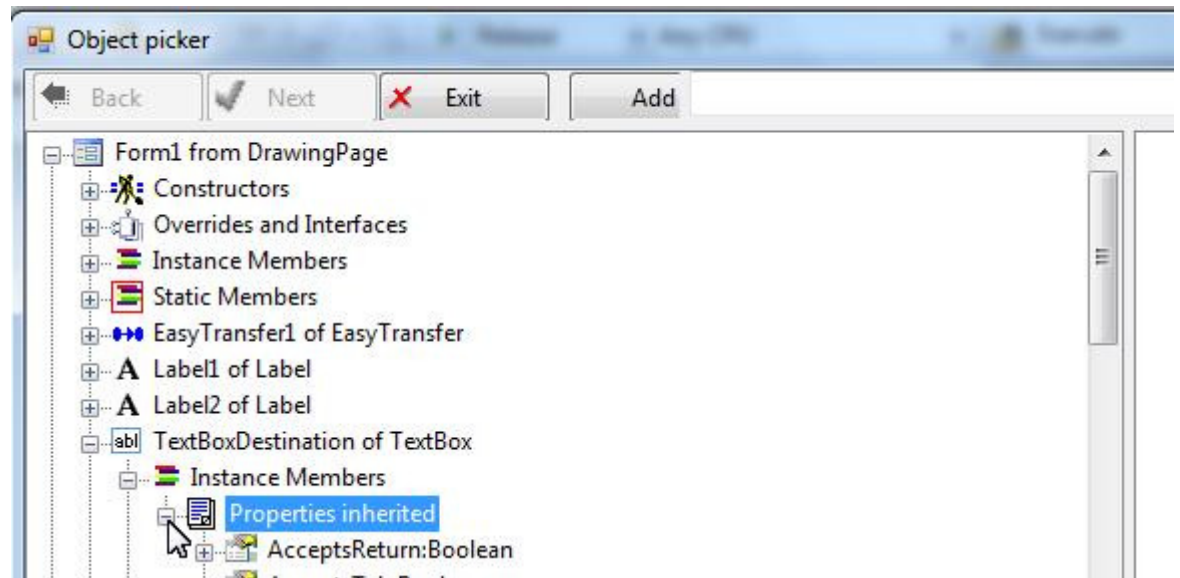 Object picker
Back Next Exit Add
Form1 from DrawingPage
Constructors
Overrides and Interfaces
Instance Members
Static Members
EasyTransfer1 of EasyTransfer
Label1 of Label
Label2 of Label
abl TextBoxDestination of TextBox
Instance Members
Properties inherited
AcceptsReturn:Boolean